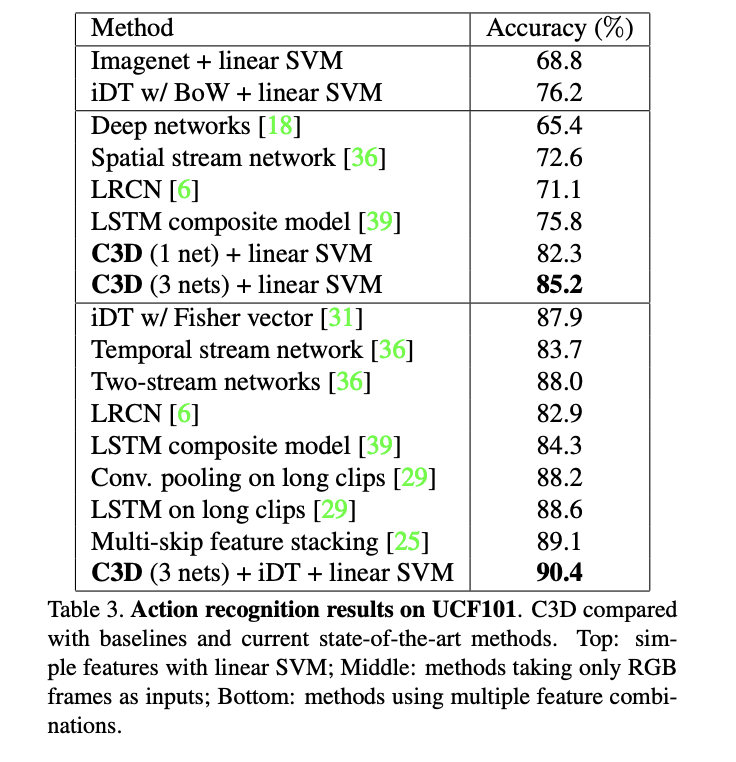 Method Accuracy (%)
Imagenet + linear SVM 68.8
iDT w/ BoW + linear SVM 76.2
Deep networks [18] 65.4
Spatial stream network [36] 72.6
LRCN [6] 71.1
LSTM composite model [39] 75.8
C3D (1 net) + linear SVM 82.3
C3D (3 nets) + linear SVM 85.2
iDT w/ Fisher vector [31] 87.9
Temporal stream network [36] 83.7
Two-stream networks [36] 88.0
LRCN [6] 82.9
LSTM composite model [39] 84.3
Conv. pooling on long clips [29] 88.2
LSTM on long clips [29] 88.6
Multi-skip feature stacking [25] 89.1
C3D (3 nets) + iDT + linear SVM 90.4
Table 3. Action recognition results on UCF101. C3D compared
with baselines and current state-of-the-art methods. Top: sim-
ple features with linear SVM; Middle: methods taking only RGB
frames as inputs; Bottom: methods using multiple feature combi-
nations.